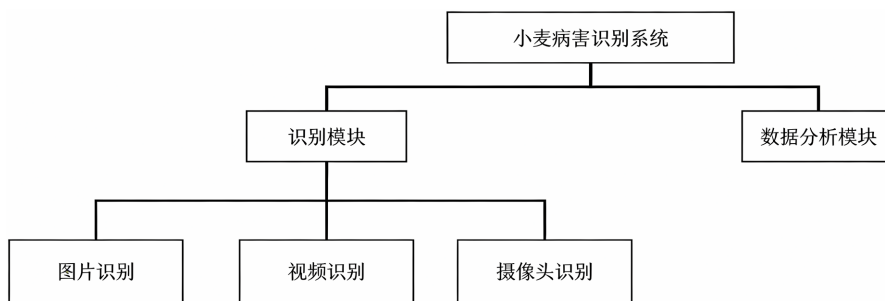 小麦病害识别系统
识别模块
数据分析模块
图片识别
视频识别
摄像头识别